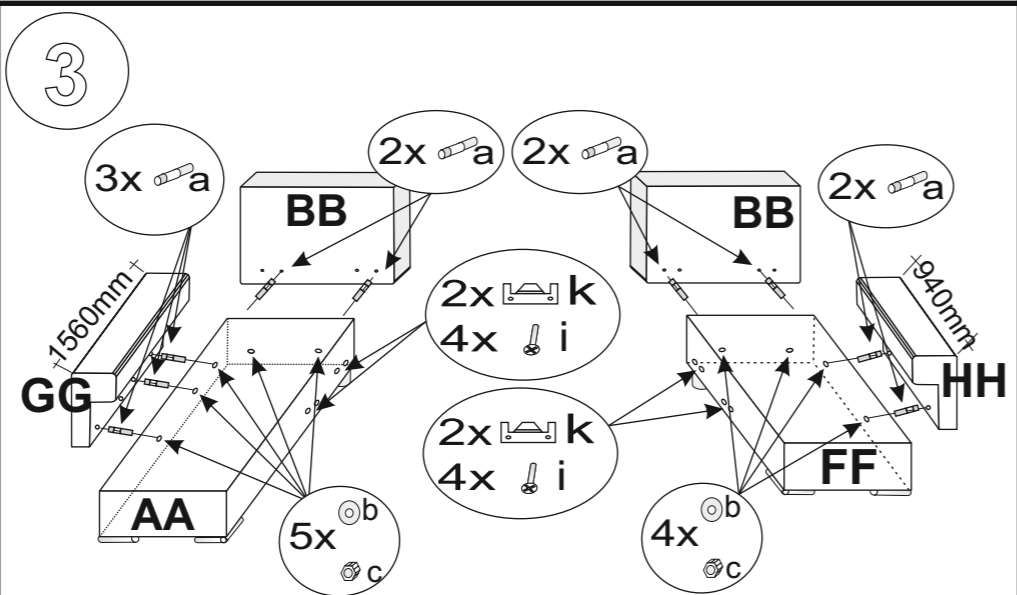 3
3x a
2x a
2x a
2x a
BB
BB
1560mm
940mm
2x k
4x i
GG
HH
2x k
4x i
AA
FF
5x b
c
4x b
c